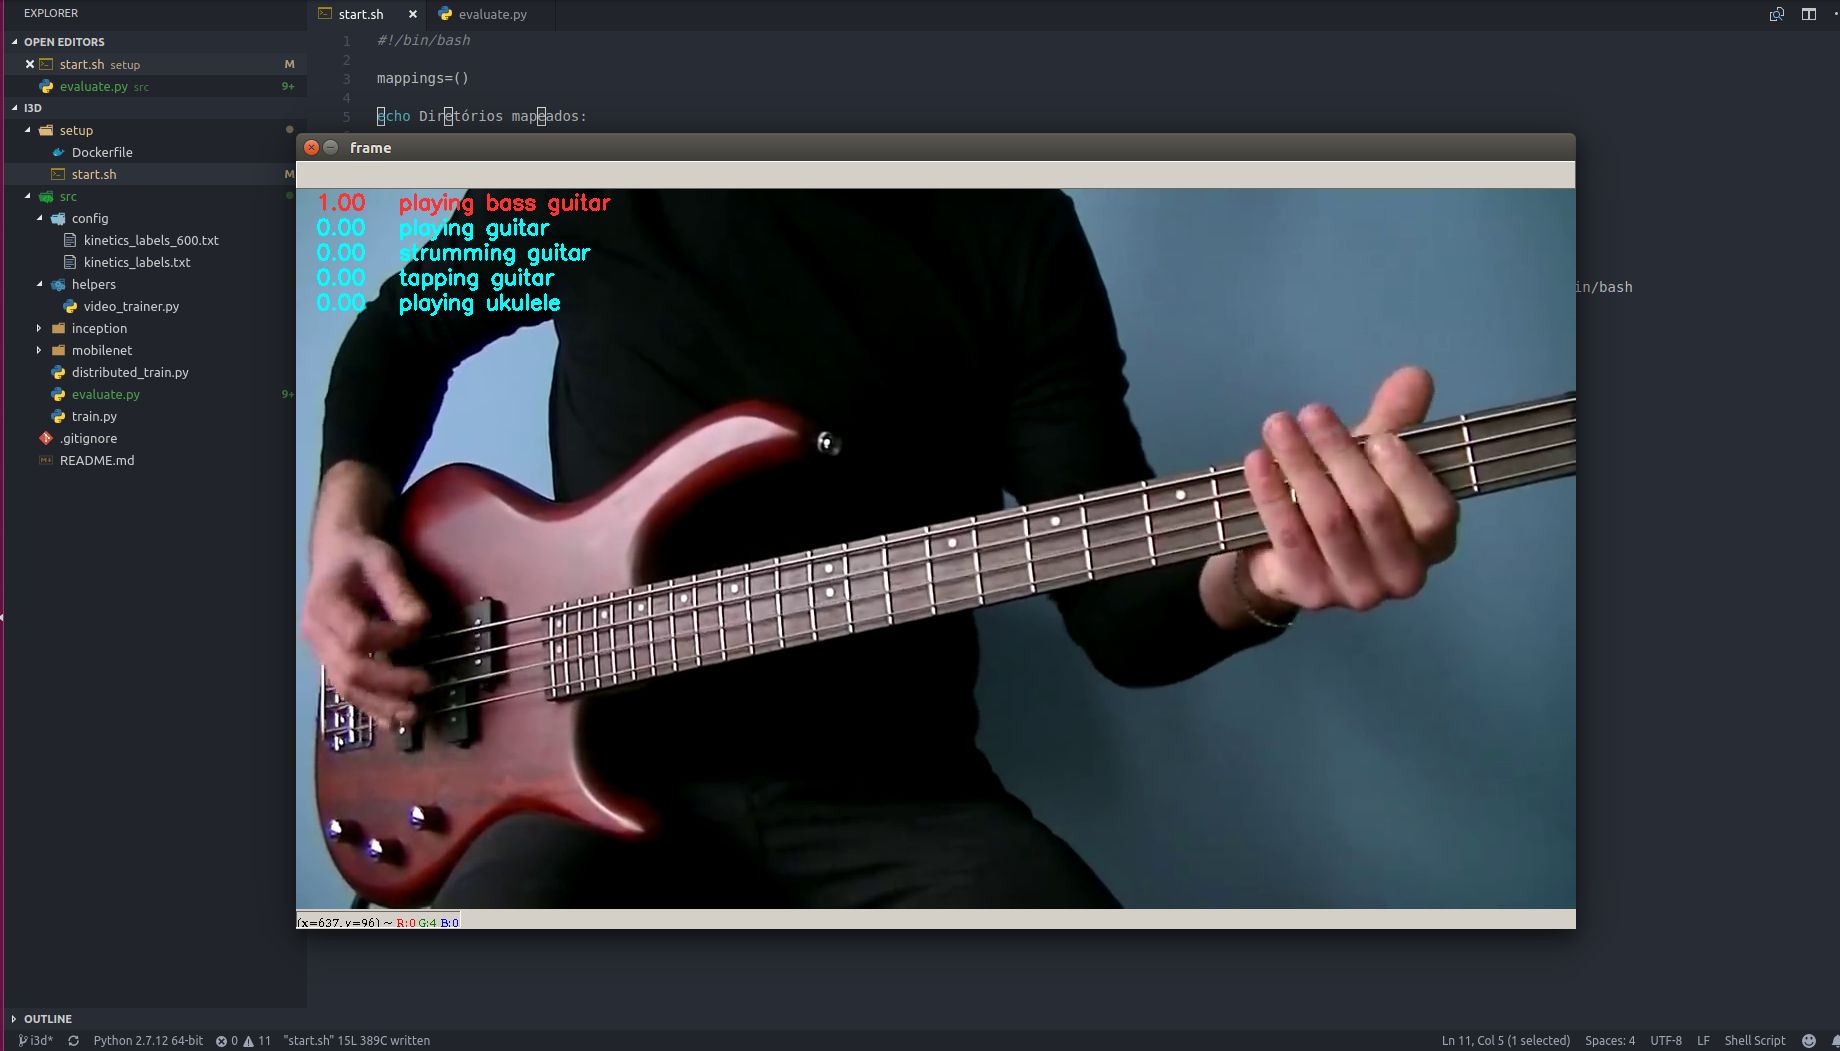 EXPLORER
OPEN EDITORS
start.sh setup M
evaluate.py src 9+
I3D
setup
Dockerfile
start.sh M
src
config
kinetics_labels_600.txt
kinetics_labels.txt
helpers
video_trainer.py
inception
mobilenet
distributed_train.py
evaluate.py 9+
train.py
.gitignore
README.md
OUTLINE
start.sh evaluate.py
1 #!/bin/bash
2
3 mappings=()
4
5 echo Diretórios mapeados:
in/bash
frame
1.00 playing bass guitar
0.00 playing guitar
0.00 strumming guitar
0.00 tapping guitar
0.00 playing ukulele
(x=637, y=96) ~ R:0 G:4 B:0
i3d* Python 2.7.12 64-bit 0 11 "start.sh" 15L 389C written Ln 11, Col 5 (1 selected) Spaces: 4 UTF-8 LF Shell Script